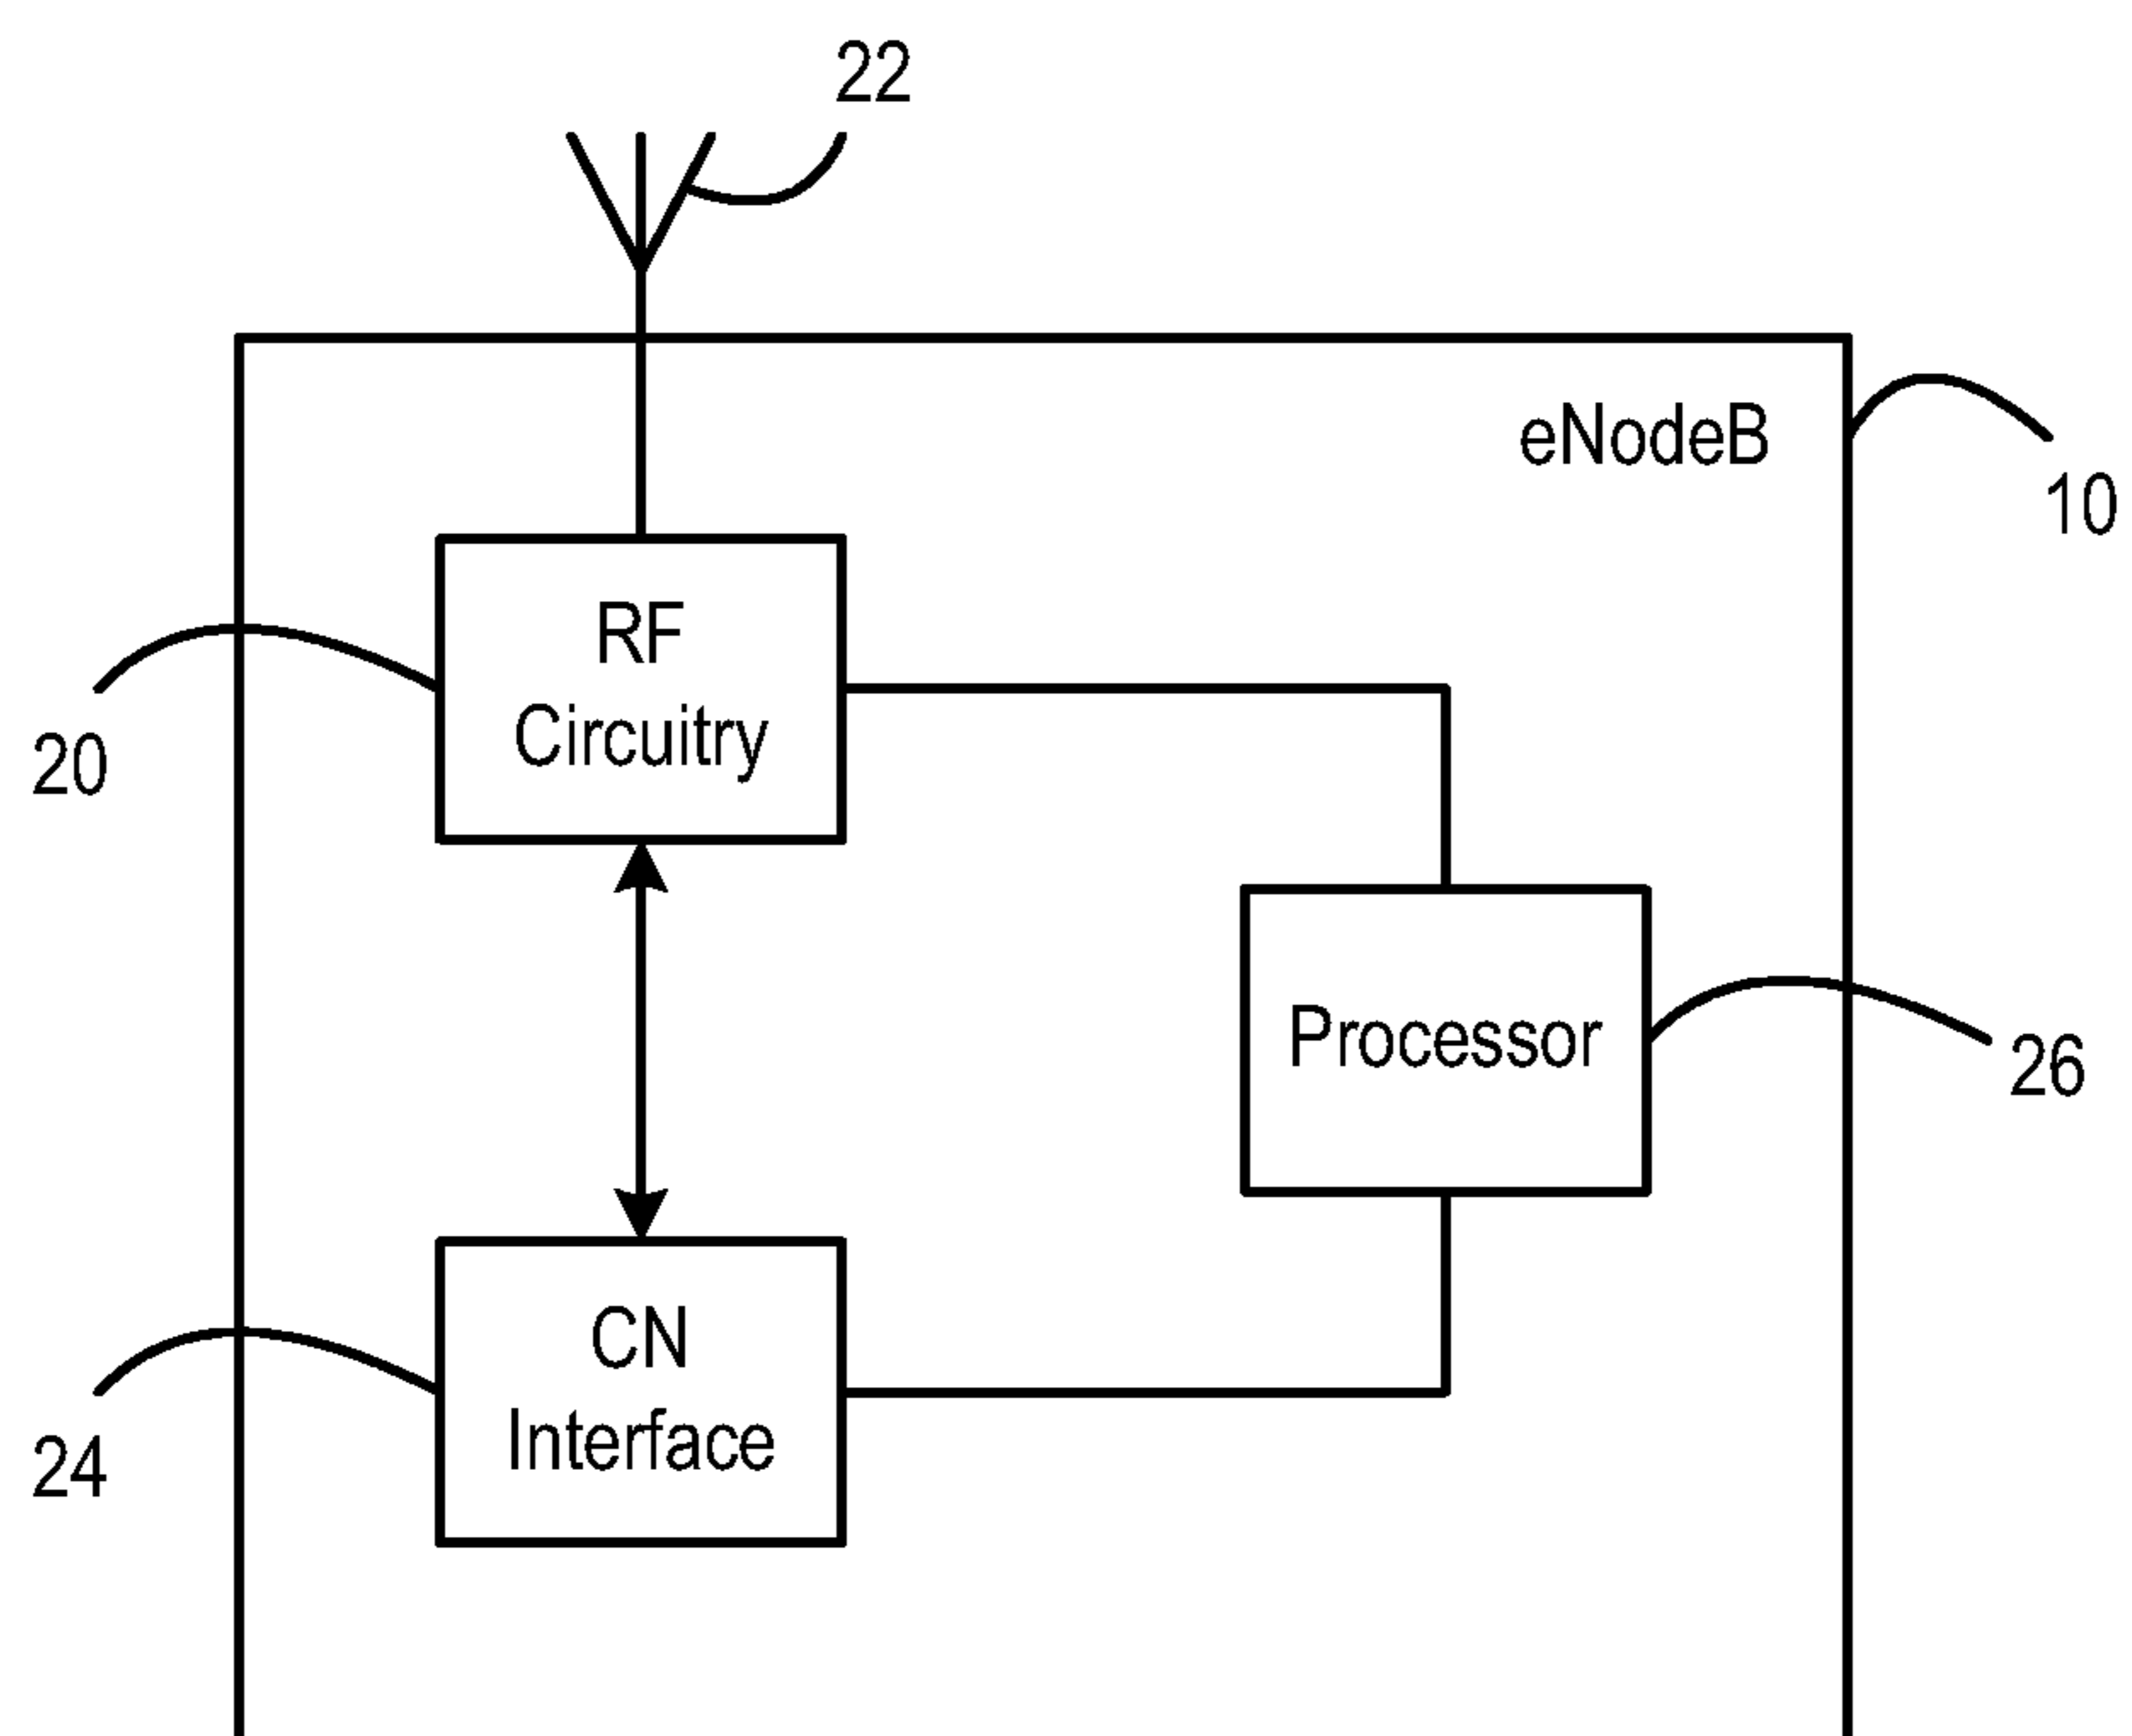 22
eNodeB
10
RF
Circuitry
20
Processor
26
CN
Interface
24